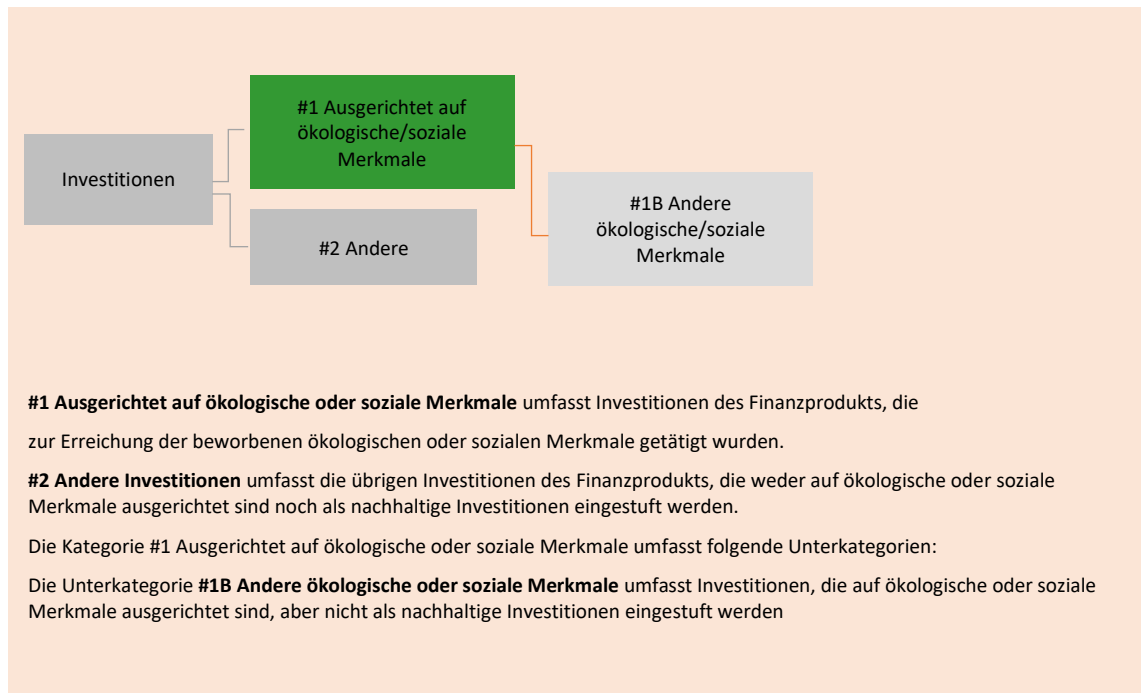 #1 Ausgerichtet auf
ökologische/soziale
Merkmale
Investitionen
#2 Andere
#1B Andere
ökologische/soziale
Merkmale
#1 Ausgerichtet auf ökologische oder soziale Merkmale umfasst Investitionen des Finanzprodukts, die
zur Erreichung der beworbenen ökologischen oder sozialen Merkmale getätigt wurden.
#2 Andere Investitionen umfasst die übrigen Investitionen des Finanzprodukts, die weder auf ökologische oder soziale
Merkmale ausgerichtet sind noch als nachhaltige Investitionen eingestuft werden.
Die Kategorie #1 Ausgerichtet auf ökologische oder soziale Merkmale umfasst folgende Unterkategorien:
Die Unterkategorie #1B Andere ökologische oder soziale Merkmale umfasst Investitionen, die auf ökologische oder soziale
Merkmale ausgerichtet sind, aber nicht als nachhaltige Investitionen eingestuft werden